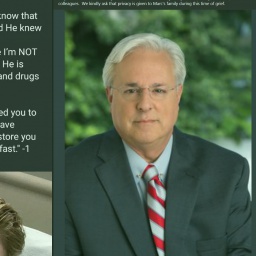 colleagues. We kindly ask that privacy is given to Marc's family during this time of grief.
know that
d He knew
I'm NOT
He is
and drugs
ed you to
ave
store you
fast." -1